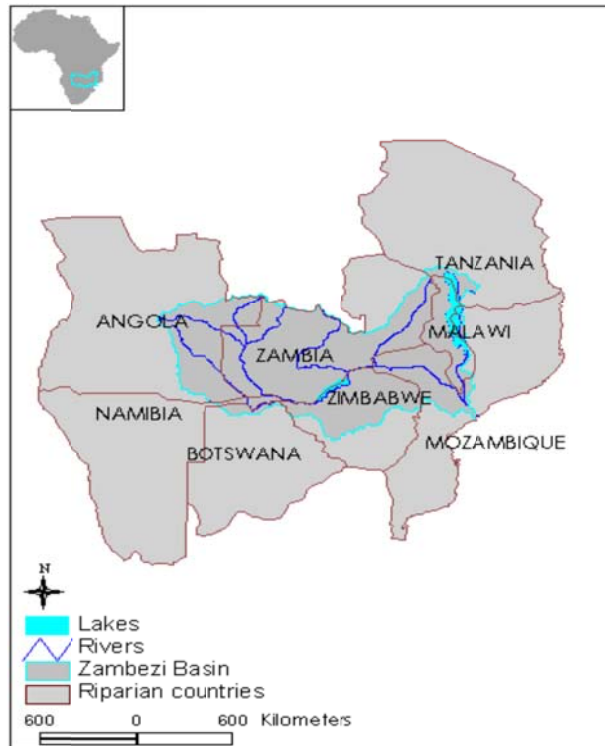 TANZANIA
ANGOLA
MALAWI
ZAMBIA
ZIMBABWE
NAMIBIA
MOZAMBIQUE
BOTSWANA
N
Lakes
Rivers
Zambezi Basin
Riparian countries
600 0 600 Kilometers